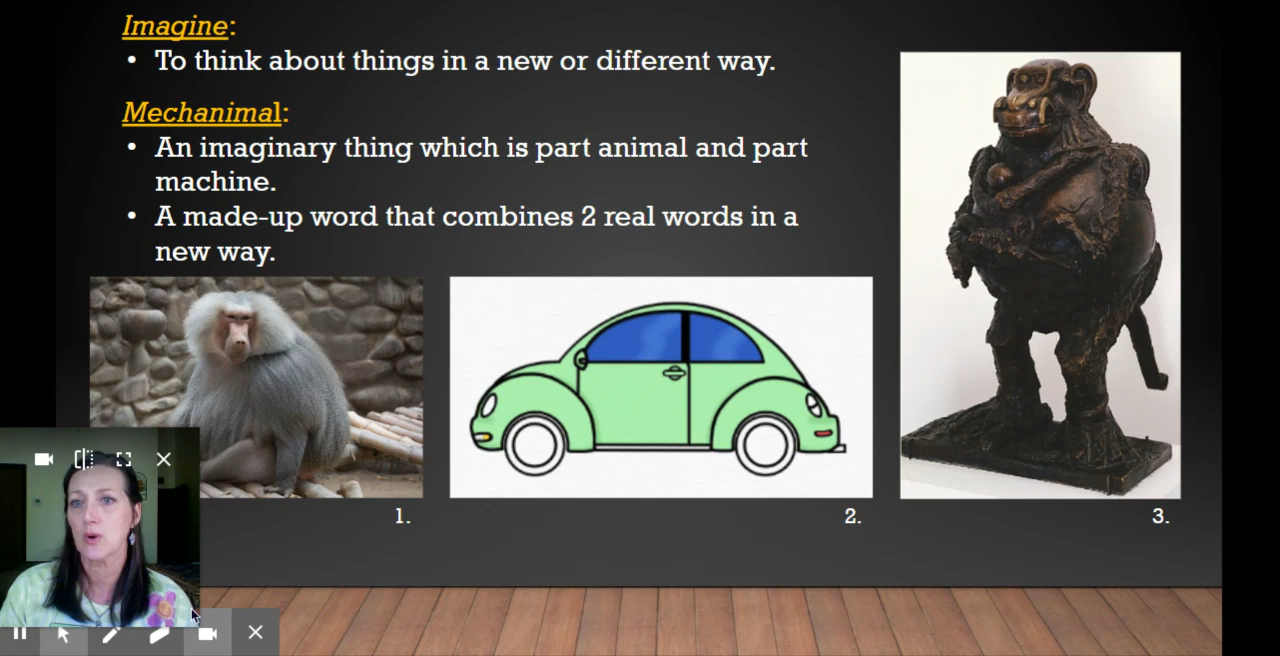 Imagine:
• To think about things in a new or different way.
Mechanimal:
• An imaginary thing which is part animal and part
machine.
• A made-up word that combines 2 real words in a
new way.
1.
2.
3.